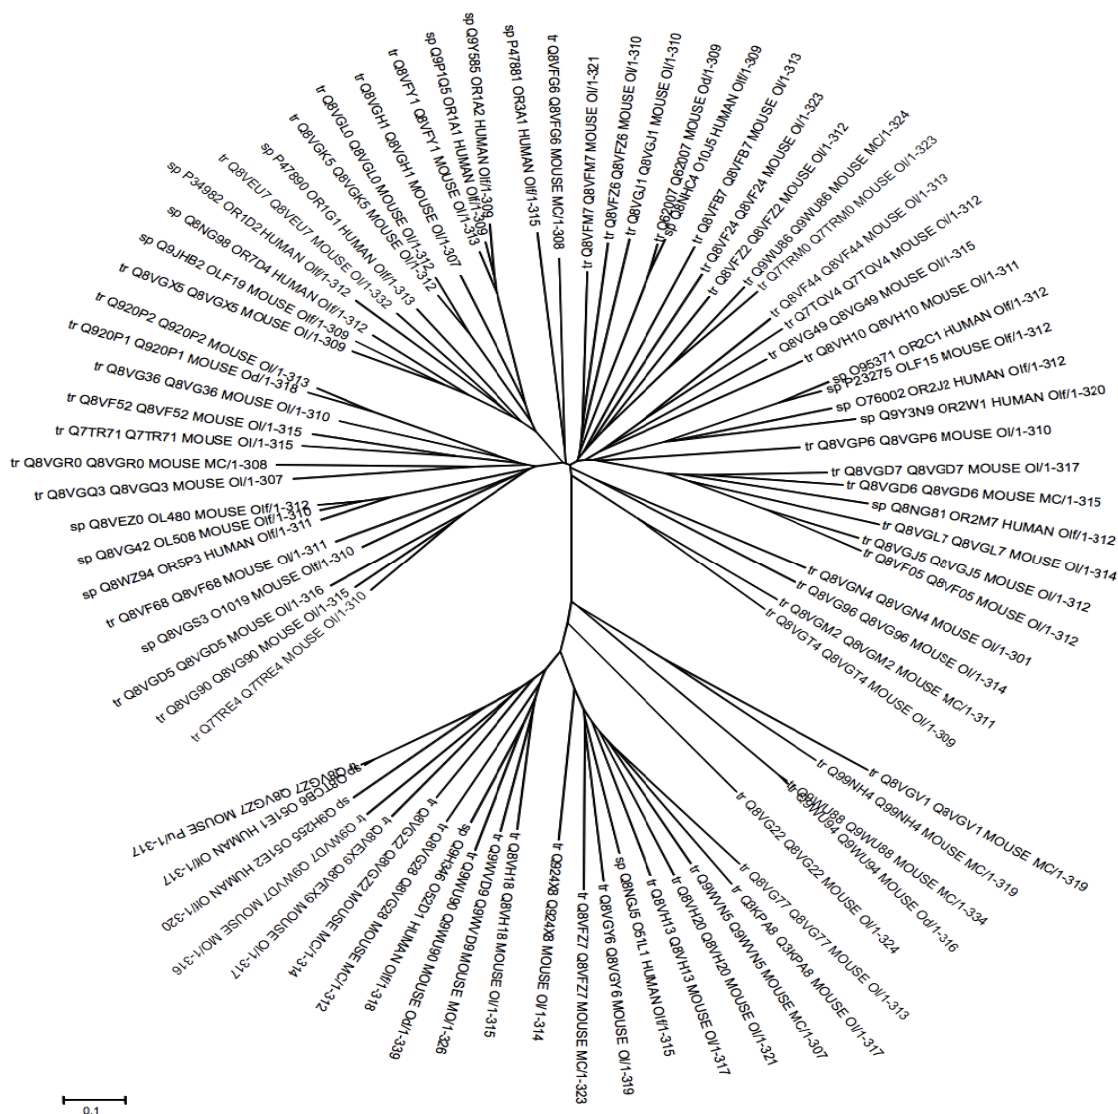 tr Q8VFG6 Q8VFG6 MOUSE MC/1-308
tr Q8VFM7 Q8VFM7 MOUSE Ol/1-321
tr Q8VFZ6 Q8VFZ6 MOUSE Ol/1-310
tr Q8VGJ1 Q8VGJ1 MOUSE Ol/1-310
tr Q62007 Q62007 MOUSE Od/1-309
sp Q8NHC4 O10J5 HUMAN Olf/1-309
tr Q8VFB7 Q8VFB7 MOUSE Ol/1-313
tr Q8VF24 Q8VF24 MOUSE Ol/1-323
tr Q8VFZ2 Q8VFZ2 MOUSE Ol/1-312
tr Q9WU86 Q9WU86 MOUSE MC/1-324
tr Q7TRM0 Q7TRM0 MOUSE Ol/1-323
tr Q8VF44 Q8VF44 MOUSE Ol/1-313
tr Q7TQV4 Q7TQV4 MOUSE Ol/1-312
tr Q8VG49 Q8VG49 MOUSE Ol/1-315
tr Q8VH10 Q8VH10 MOUSE Ol/1-311
sp O95371 OR2C1 HUMAN Olf/1-312
sp P23275 OLF15 MOUSE Olf/1-312
sp O76002 OR2J2 HUMAN Olf/1-312
sp Q9Y3N9 OR2W1 HUMAN Olf/1-320
tr Q8VGP6 Q8VGP6 MOUSE Ol/1-310
tr Q8VGD7 Q8VGD7 MOUSE Ol/1-317
tr Q8VGD6 Q8VGD6 MOUSE MC/1-315
sp Q8NG81 OR2M7 HUMAN Olf/1-312
tr Q8VGL7 Q8VGL7 MOUSE Ol/1-314
tr Q8VGJ5 Q8VGJ5 MOUSE Ol/1-312
tr Q8VF05 Q8VF05 MOUSE Ol/1-312
tr Q8VGN4 Q8VGN4 MOUSE Ol/1-301
tr Q8VG96 Q8VG96 MOUSE Ol/1-314
tr Q8VGM2 Q8VGM2 MOUSE MC/1-311
tr Q8VGT4 Q8VGT4 MOUSE Ol/1-309
tr Q8VGV1 Q8VGV1 MOUSE MC/1-319
tr Q99NH4 Q99NH4 MOUSE MC/1-319
tr Q9WU88 Q9WU88 MOUSE MC/1-334
tr Q9WU94 Q9WU94 MOUSE Od/1-316
tr Q8VG22 Q8VG22 MOUSE Ol/1-324
tr Q8VG77 Q8VG77 MOUSE Ol/1-313
tr Q3KPA8 Q3KPA8 MOUSE Ol/1-317
tr Q9WVN5 Q9WVN5 MOUSE MC/1-307
tr Q8VH20 Q8VH20 MOUSE Ol/1-321
tr Q8VH13 Q8VH13 MOUSE Ol/1-317
sp Q8NGJ5 O51L1 HUMAN Olf/1-315
tr Q8VGY6 Q8VGY6 MOUSE Ol/1-319
tr Q8VFZ7 Q8VFZ7 MOUSE MC/1-323
tr Q924X8 Q924X8 MOUSE Ol/1-314
tr Q8VH18 Q8VH18 MOUSE Ol/1-315
tr Q9WVD9 Q9WVD9 MOUSE MO/1-326
tr Q9WU90 Q9WU90 MOUSE Od/1-339
sp Q9H346 O52D1 HUMAN Olf/1-318
tr Q8VG28 Q8VG28 MOUSE MC/1-312
tr Q8VGZ2 Q8VGZ2 MOUSE MC/1-314
tr Q8VEX9 Q8VEX9 MOUSE Ol/1-317
tr Q9WVD7 Q9WVD7 MOUSE MO/1-316
sp Q9H255 O51E2 HUMAN Olf/1-320
sp Q8TCB6 O51E1 HUMAN Olf/1-317
tr Q8VGZ7 Q8VGZ7 MOUSE Pu/1-317
tr Q7TRE4 Q7TRE4 MOUSE Ol/1-310
tr Q8VG90 Q8VG90 MOUSE Ol/1-315
tr Q8VGD5 Q8VGD5 MOUSE Ol/1-316
sp Q8VGS3 O1019 MOUSE Olf/1-310
tr Q8VF68 Q8VF68 MOUSE Ol/1-311
sp Q8WZ94 OR5P3 HUMAN Olf/1-311
sp Q8VG42 OL508 MOUSE Olf/1-310
sp Q8VEZ0 OL480 MOUSE Olf/1-312
tr Q8VGQ3 Q8VGQ3 MOUSE Ol/1-307
tr Q8VGR0 Q8VGR0 MOUSE MC/1-308
tr Q7TR71 Q7TR71 MOUSE Ol/1-315
tr Q8VF52 Q8VF52 MOUSE Ol/1-315
tr Q8VG36 Q8VG36 MOUSE Ol/1-310
tr Q920P1 Q920P1 MOUSE Od/1-318
tr Q920P2 Q920P2 MOUSE Ol/1-313
tr Q8VGX5 Q8VGX5 MOUSE Ol/1-309
sp Q9JHB2 OLF19 MOUSE Olf/1-309
sp Q8NG98 OR7D4 HUMAN Olf/1-312
sp P34982 OR1D2 HUMAN Olf/1-312
tr Q8VEU7 Q8VEU7 MOUSE Ol/1-332
sp P47890 OR1G1 HUMAN Olf/1-313
tr Q8VGK5 Q8VGK5 MOUSE Ol/1-312
tr Q8VGL0 Q8VGL0 MOUSE Ol/1-312
tr Q8VGH1 Q8VGH1 MOUSE Ol/1-307
tr Q8VFY1 Q8VFY1 MOUSE Ol/1-313
sp Q9P1Q5 OR1A1 HUMAN Olf/1-309
sp Q9Y585 OR1A2 HUMAN Olf/1-309
sp P47881 OR3A1 HUMAN Olf/1-315
0.1